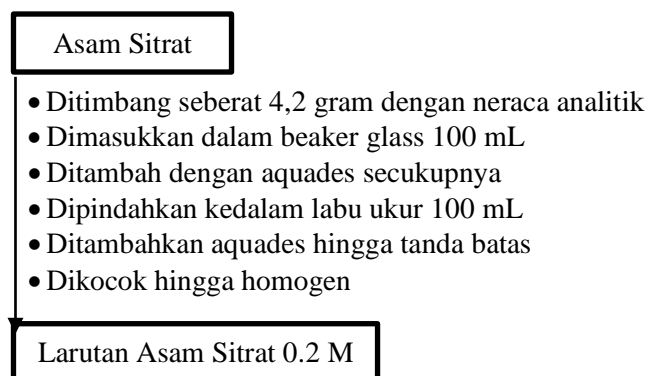 Asam Sitrat
• Ditimbang seberat 4,2 gram dengan neraca analitik
• Dimasukkan dalam beaker glass 100 mL
• Ditambah dengan aquades secukupnya
• Dipindahkan kedalam labu ukur 100 mL
• Ditambahkan aquades hingga tanda batas
• Dikocok hingga homogen
Larutan Asam Sitrat 0.2 M